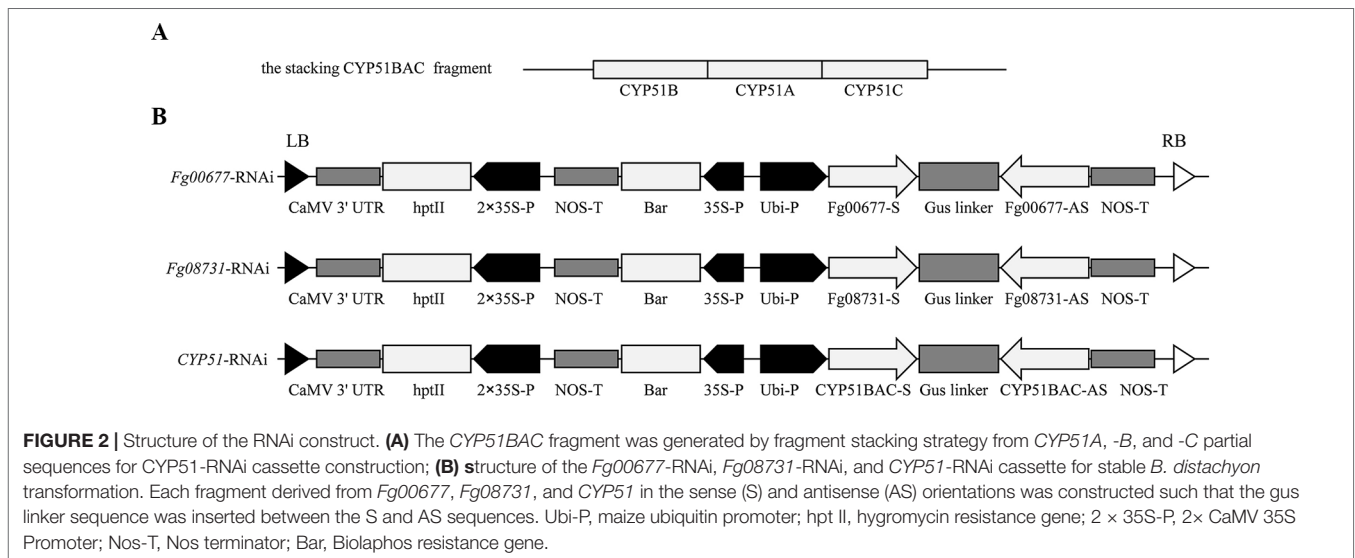 A
the stacking CYP51BAC fragment
CYP51B CYP51A CYP51C
B
LB RB
Fg00677-RNAi
CaMV 3' UTR hptII 2×35S-P NOS-T Bar 35S-P Ubi-P Fg00677-S Gus linker Fg00677-AS NOS-T
Fg08731-RNAi
CaMV 3' UTR hptII 2×35S-P NOS-T Bar 35S-P Ubi-P Fg08731-S Gus linker Fg08731-AS NOS-T
CYP51-RNAi
CaMV 3' UTR hptII 2×35S-P NOS-T Bar 35S-P Ubi-P CYP51BAC-S Gus linker CYP51BAC-AS NOS-T
FIGURE 2 | Structure of the RNAi construct. (A) The CYP51BAC fragment was generated by fragment stacking strategy from CYP51A, -B, and -C partial
sequences for CYP51-RNAi cassette construction; (B) structure of the Fg00677-RNAi, Fg08731-RNAi, and CYP51-RNAi cassette for stable B. distachyon
transformation. Each fragment derived from Fg00677, Fg08731, and CYP51 in the sense (S) and antisense (AS) orientations was constructed such that the gus
linker sequence was inserted between the S and AS sequences. Ubi-P, maize ubiquitin promoter; hpt II, hygromycin resistance gene; 2 × 35S-P, 2× CaMV 35S
Promoter; Nos-T, Nos terminator; Bar, Biolaphos resistance gene.